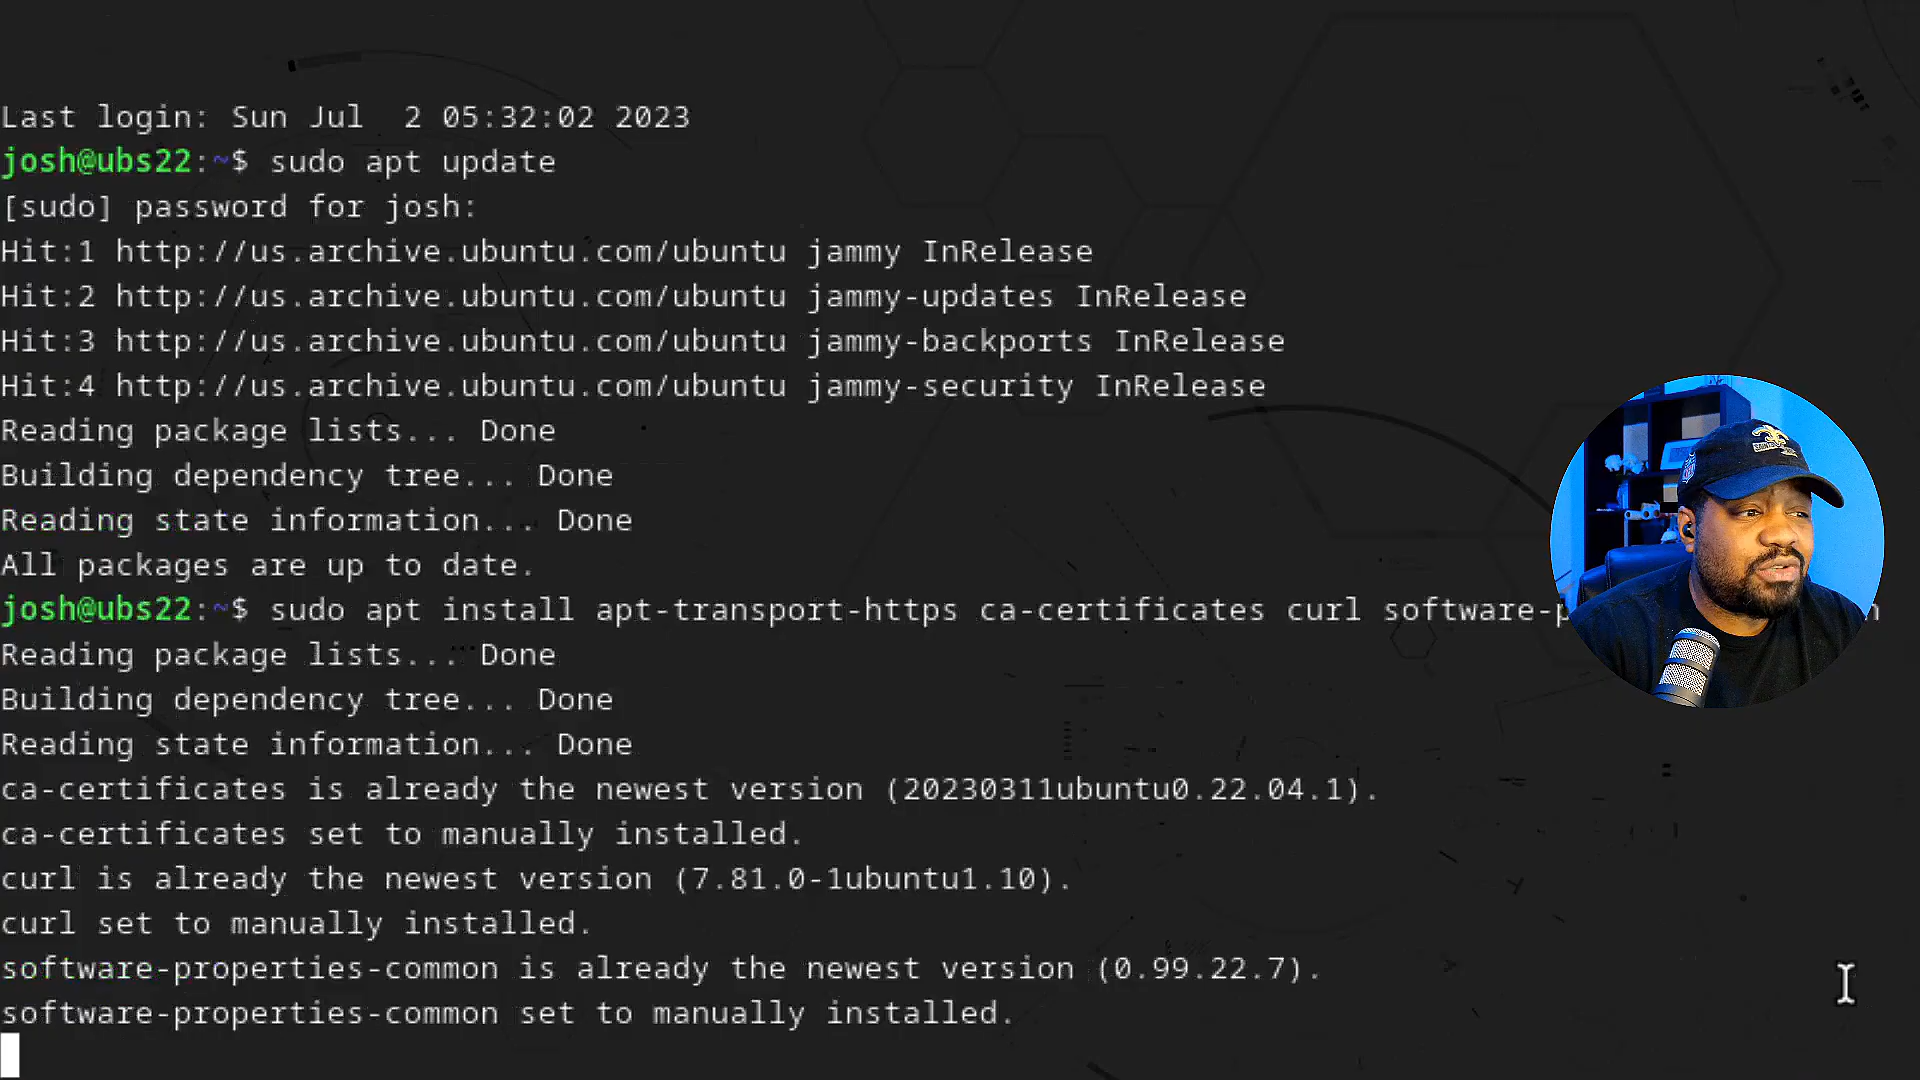 Last login: Sun Jul  2 05:32:02 2023
josh@ubs22:~$ sudo apt update
[sudo] password for josh:
Hit:1 http://us.archive.ubuntu.com/ubuntu jammy InRelease
Hit:2 http://us.archive.ubuntu.com/ubuntu jammy-updates InRelease
Hit:3 http://us.archive.ubuntu.com/ubuntu jammy-backports InRelease
Hit:4 http://us.archive.ubuntu.com/ubuntu jammy-security InRelease
Reading package lists... Done
Building dependency tree... Done
Reading state information... Done
All packages are up to date.
josh@ubs22:~$ sudo apt install apt-transport-https ca-certificates curl
Reading package lists... Done
Building dependency tree... Done
Reading state information... Done
ca-certificates is already the newest version (20230311ubuntu0.22.04.1).
ca-certificates set to manually installed.
curl is already the newest version (7.81.0-1ubuntu1.10).
curl set to manually installed.
software-properties-common is already the newest version (0.99.22.7).
software-properties-common set to manually installed.